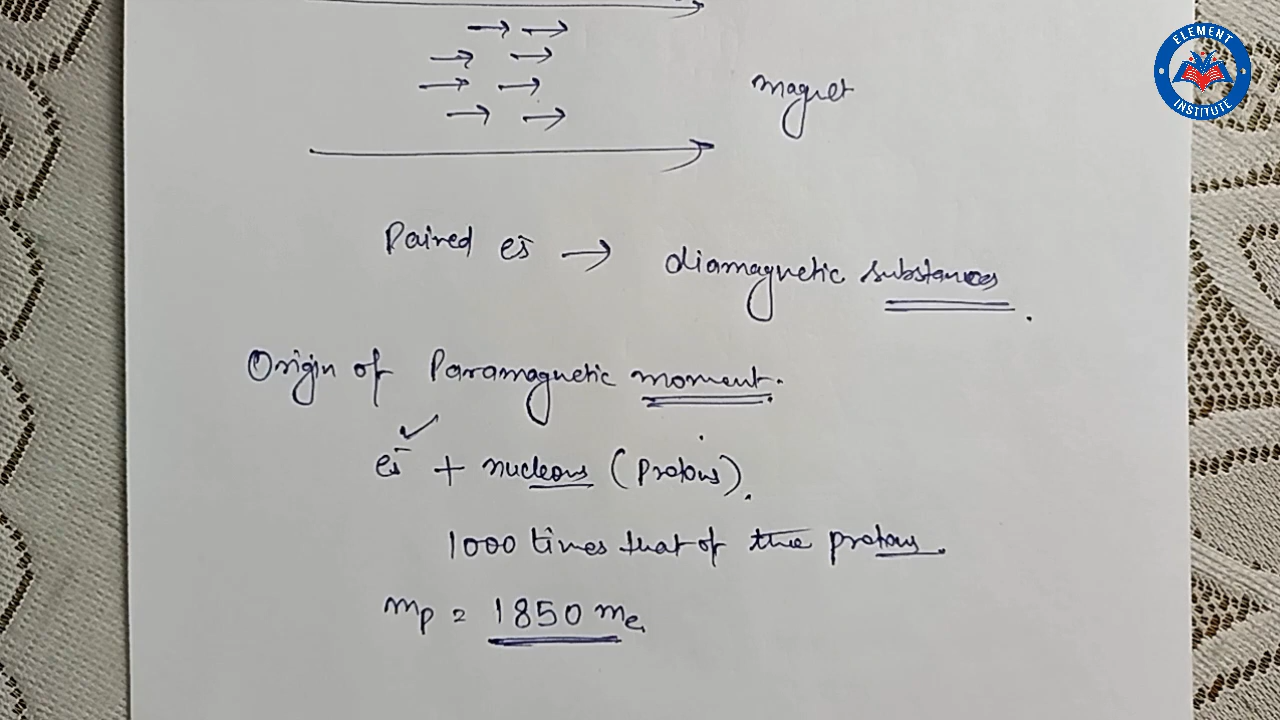 ELEMENT
INSTITUTE
magnet
Paired es → diamagnetic substances.
Origin of Paramagnetic moment.
es + nucleons (Protons).
1000 times that of the protons.
mp = 1850 me.